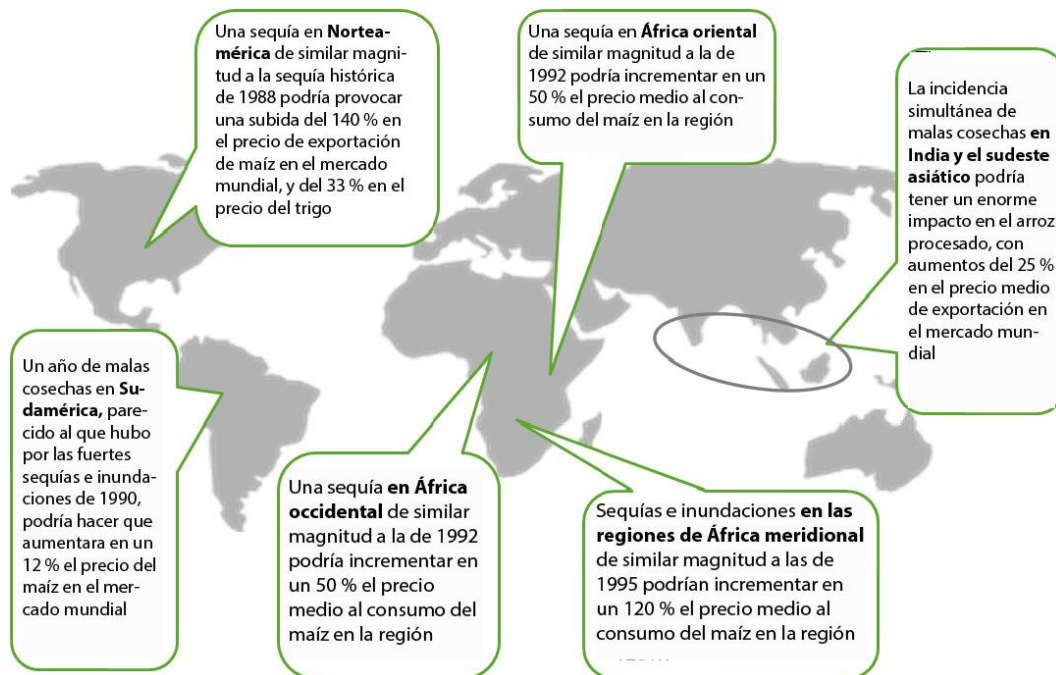 Una sequía en Nortea-
mérica de similar magni-
tud a la sequía histórica
de 1988 podría provocar
una subida del 140 % en
el precio de exportación
de maíz en el mercado
mundial, y del 33 % en el
precio del trigo
Una sequía en África oriental
de similar magnitud a la de
1992 podría incrementar en un
50 % el precio medio al con-
sumo del maíz en la región
La incidencia
simultánea de
malas cosechas en
India y el sudeste
asiático podría
tener un enorme
impacto en el arroz
procesado, con
aumentos del 25 %
en el precio medio
de exportación en
el mercado mun-
dial
Un año de malas
cosechas en Su-
damérica, pare-
cido al que hubo
por las fuertes
sequías e inunda-
ciones de 1990,
podría hacer que
aumentara en un
12 % el precio del
maíz en el mer-
cado mundial
Una sequía en África
occidental de similar
magnitud a la de 1992
podría incrementar en
un 50 % el precio
medio al consumo del
maíz en la región
Sequías e inundaciones en las
regiones de África meridional
de similar magnitud a las de
1995 podrían incrementar en
un 120 % el precio medio al
consumo del maíz en la región